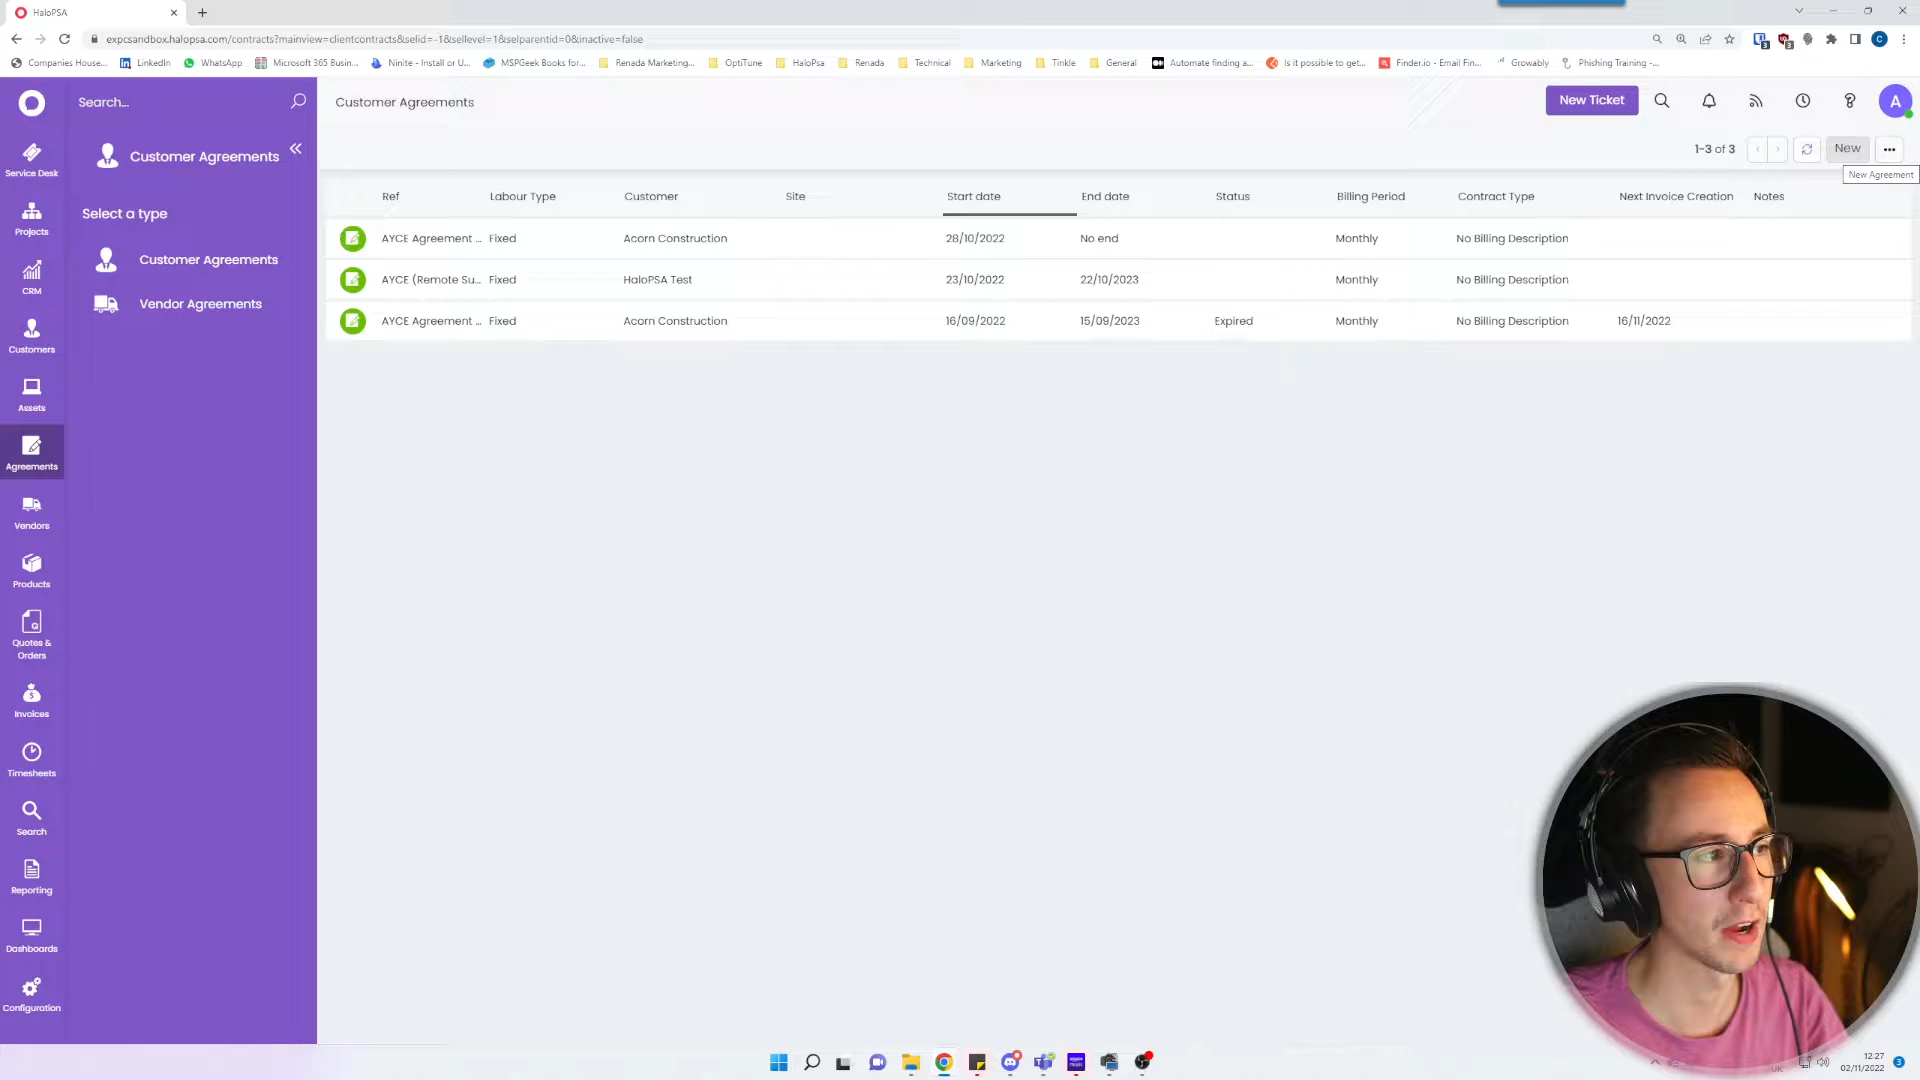 HaloPSA
expcsandbox.halopsa.com/contracts?mainview=clientcontracts&selid=-1&sellevel=1&selparentid=0&inactive=false
Companies House... LinkedIn WhatsApp Microsoft 365 Busin... Ninite - Install or U... MSPGeek Books for... Renada Marketing... OptiTune HaloPsa Renada Technical Marketing Tinkle General Automate finding a... Is it possible to get... Finder.io - Email Fin... Growably Phishing Training -...
Search...
Customer Agreements
New Ticket
A
Service Desk
Customer Agreements
1-3 of 3
New
New Agreement
Ref Labour Type Customer Site Start date End date Status Billing Period Contract Type Next Invoice Creation Notes
Select a type
Projects
AYCE Agreement ... Fixed Acorn Construction 28/10/2022 No end Monthly No Billing Description
Customer Agreements
AYCE (Remote Su... Fixed HaloPSA Test 23/10/2022 22/10/2023 Monthly No Billing Description
CRM
Vendor Agreements
AYCE Agreement ... Fixed Acorn Construction 16/09/2022 15/09/2023 Expired Monthly No Billing Description 16/11/2022
Customers
Assets
Agreements
Vendors
Products
Quotes &
Orders
Invoices
Timesheets
Search
Reporting
Dashboards
Configuration
12:27
02/11/2022
3